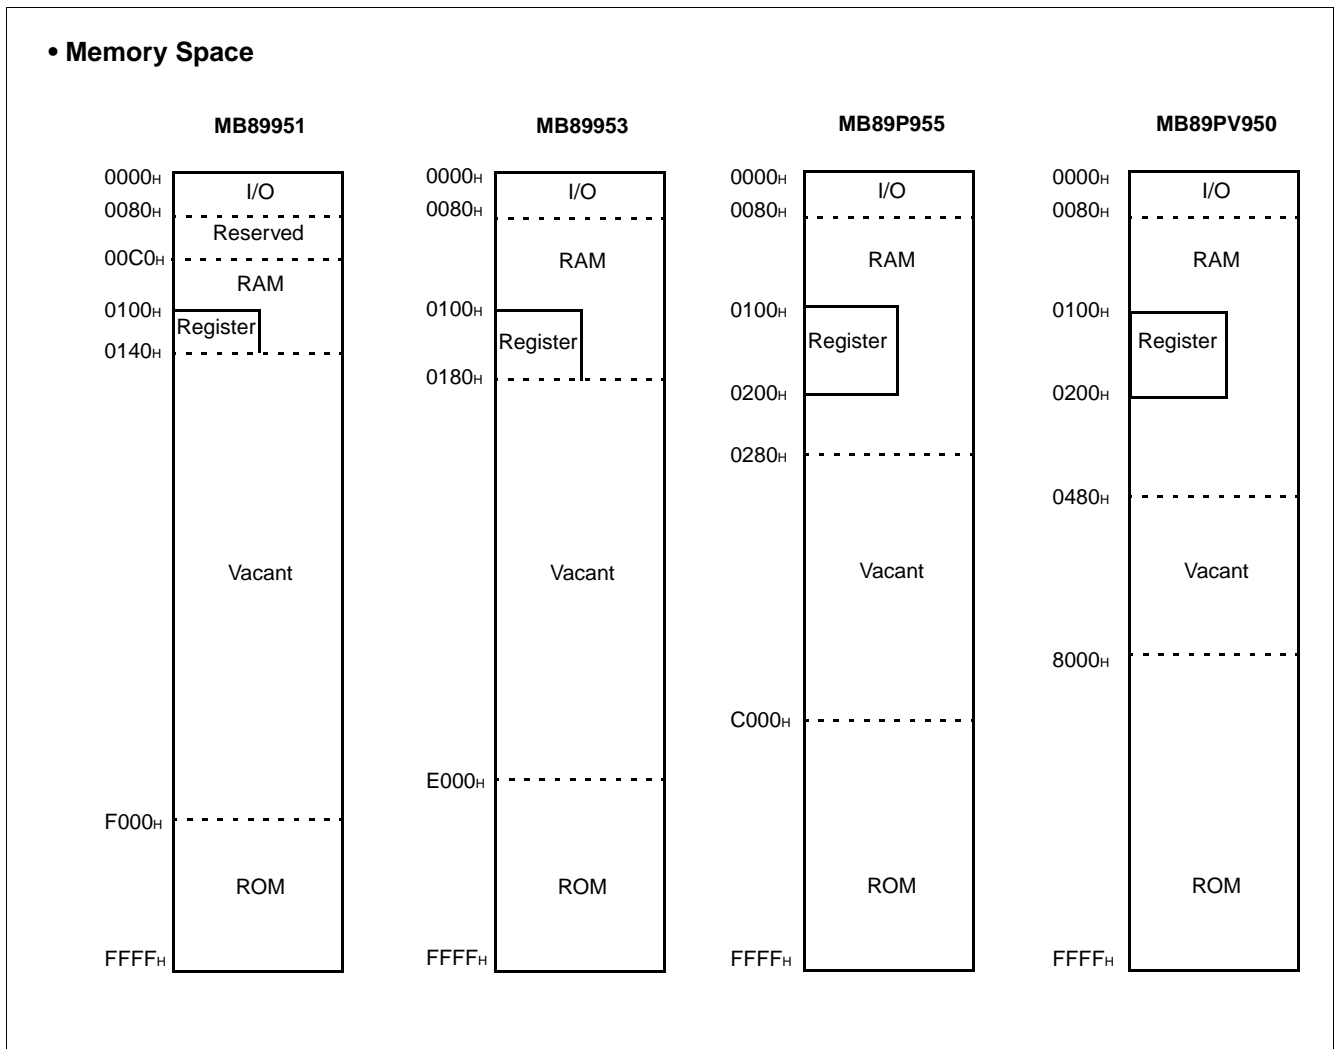 • Memory Space
MB89951
0000H
I/O
0080H
Reserved
00C0H
RAM
0100H
Register
0140H
Vacant
F000H
ROM
FFFFH
MB89953
0000H
I/O
0080H
RAM
0100H
Register
0180H
Vacant
E000H
ROM
FFFFH
MB89P955
0000H
I/O
0080H
RAM
0100H
Register
0200H
0280H
Vacant
C000H
ROM
FFFFH
MB89PV950
0000H
I/O
0080H
RAM
0100H
Register
0200H
0480H
Vacant
8000H
ROM
FFFFH